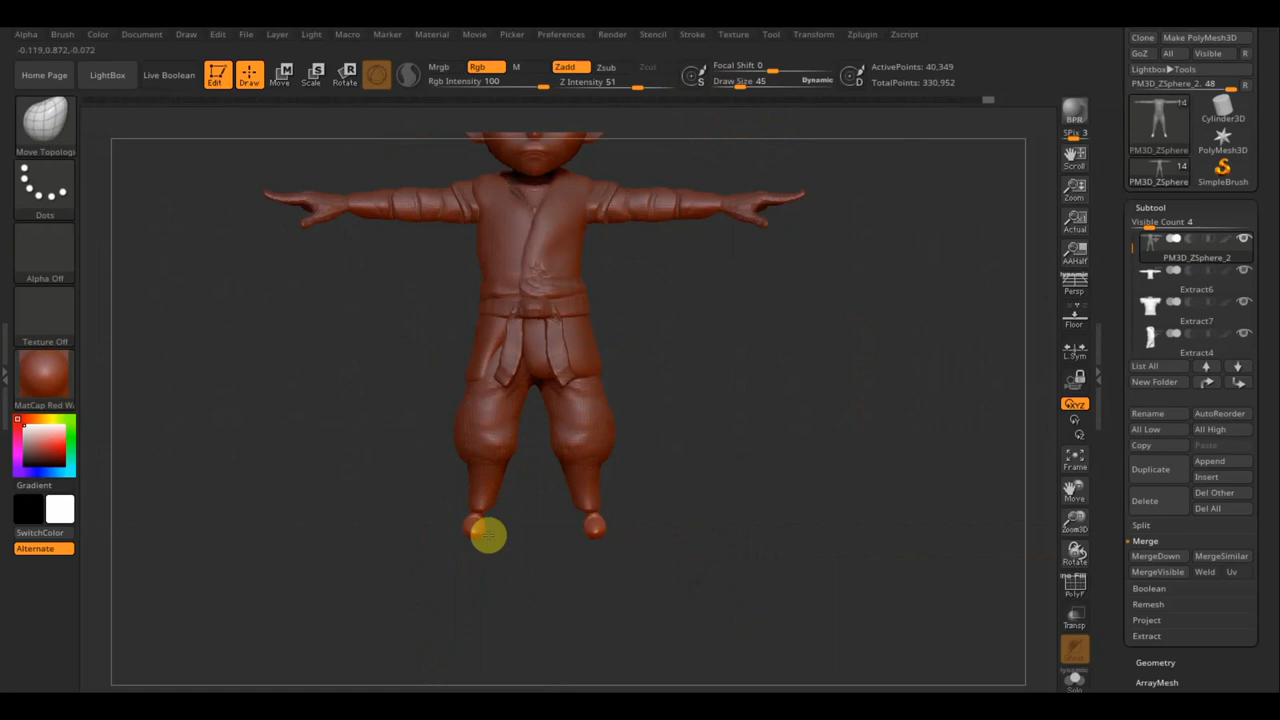 Alpha Brush Color Document Draw Edit File Layer Light Macro Marker Material Movie Picker Preferences Render Stencil Stroke Texture Tool Transform Zplugin Zscript
-0.119,0.872,-0.072
Home Page LightBox Live Boolean Edit Draw Move Scale Rotate
Mrgb Rgb M Zadd Zsub Zcut
Rgb Intensity 100 Z Intensity 51
S Focal Shift 0
Draw Size 45 Dynamic D
ActivePoints: 40,349
TotalPoints: 330,952
Move Topologi
Dots
Alpha Off
Texture Off
MatCap Red Wa
Gradient
SwitchColor
Alternate
BPR
SPix 3
Scroll
Zoom
Actual
AAHalf
Dynamic
Persp
Floor
L.Sym
XYZ
Frame
Move
Zoom3D
Rotate
PolyF
Transp
Ghost
Dynamic
Solo
Clone Make PolyMesh3D
GoZ All Visible R
Lightbox▶Tools
PM3D_ZSphere_2. 48 R
14
Cylinder3D
PM3D_ZSphere PolyMesh3D
14
PM3D_ZSphere SimpleBrush
Subtool
Visible Count 4
PM3D_ZSphere_2
Extract6
Extract7
Extract4
List All
New Folder
Rename AutoReorder
All Low All High
Copy Paste
Duplicate Append
Insert
Delete Del Other
Del All
Split
Merge
MergeDown MergeSimilar
MergeVisible Weld Uv
Boolean
Remesh
Project
Extract
Geometry
ArrayMesh